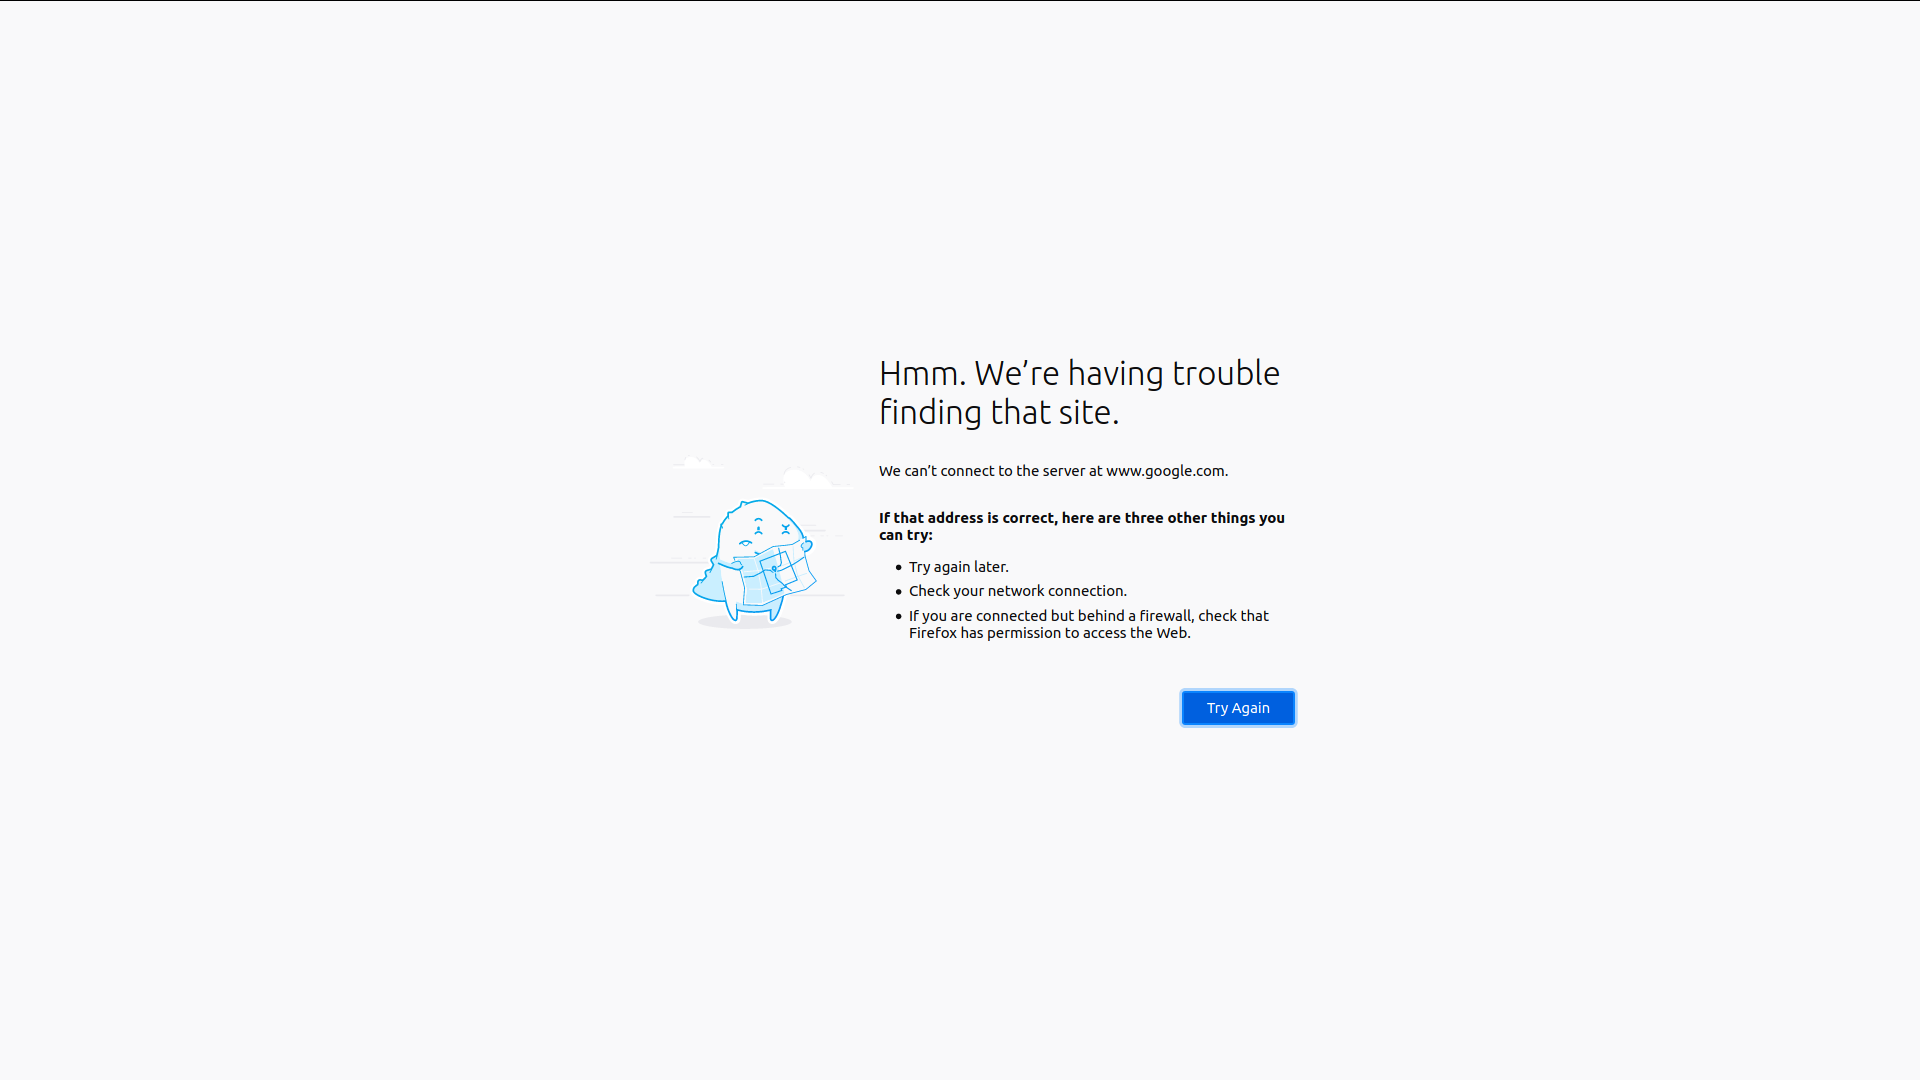 Hmm. We’re having trouble
finding that site.
We can’t connect to the server at www.google.com.
If that address is correct, here are three other things you
can try:
• Try again later.
• Check your network connection.
• If you are connected but behind a firewall, check that
Firefox has permission to access the Web.
Try Again